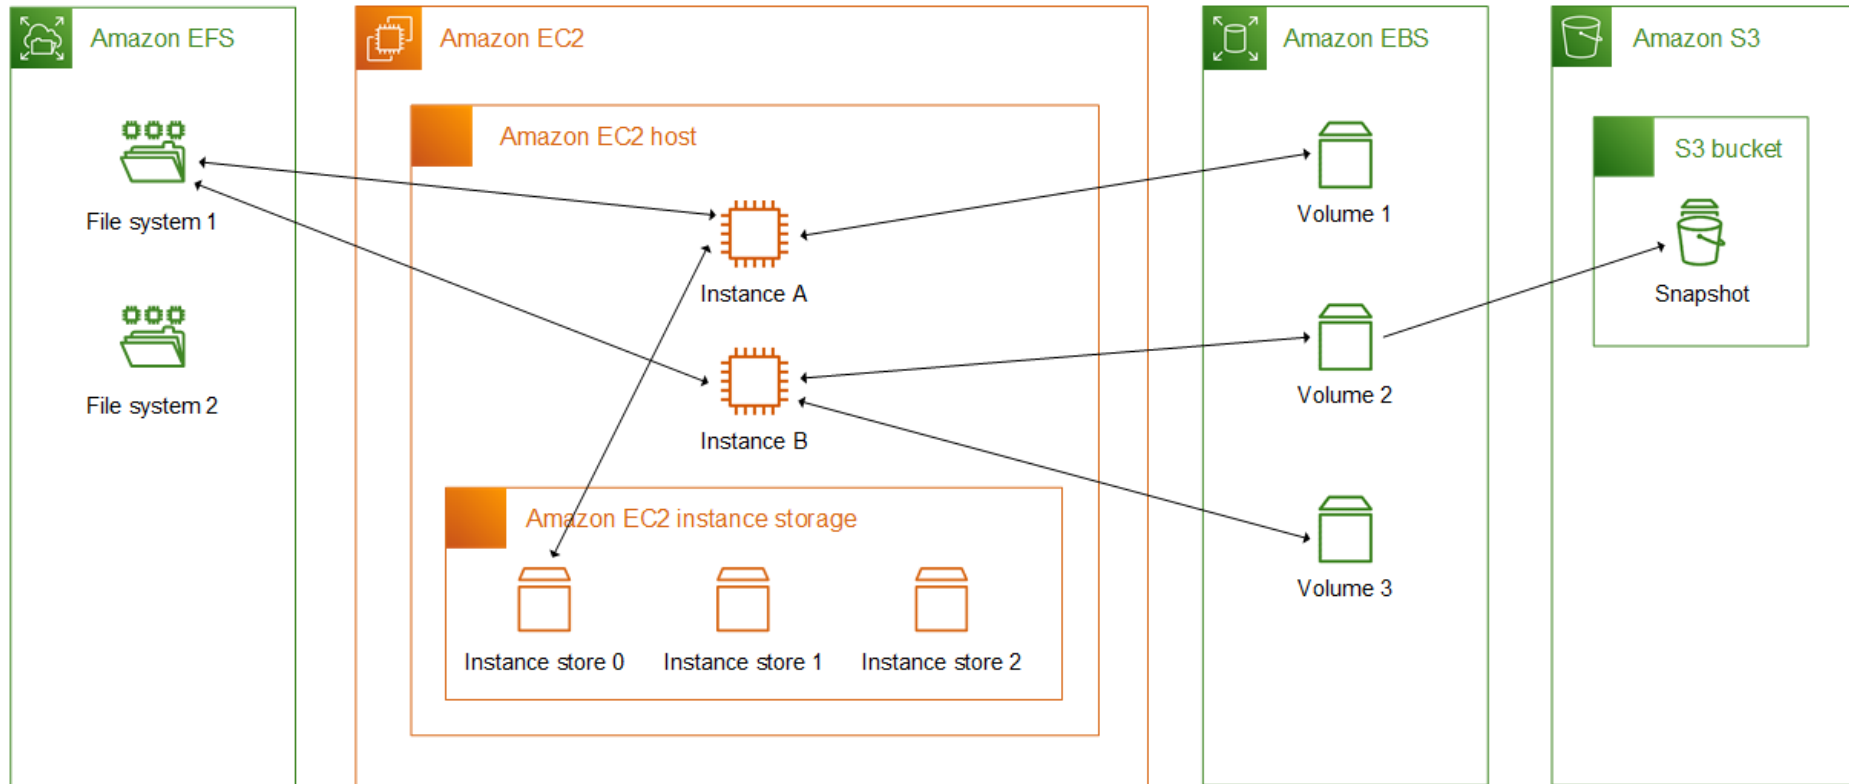 Amazon EFS
File system 1
File system 2
Amazon EC2
Amazon EC2 host
Instance A
Instance B
Amazon EC2 instance storage
Instance store 0
Instance store 1
Instance store 2
Amazon EBS
Volume 1
Volume 2
Volume 3
Amazon S3
S3 bucket
Snapshot